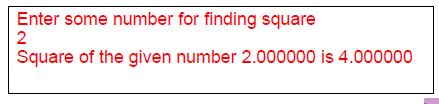 Enter some number for finding square
2
Square of the given number 2.000000 is 4.000000